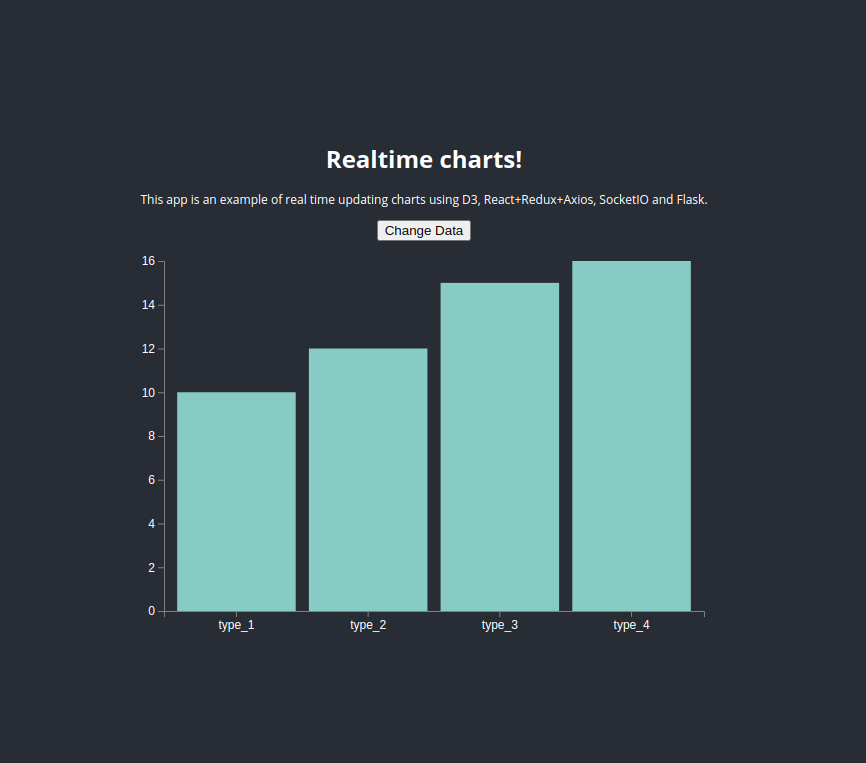 Realtime charts!
This app is an example of real time updating charts using D3, React+Redux+Axios, SocketIO and Flask.
Change Data
16
14
12
10
8
6
4
2
0
type_1 type_2 type_3 type_4